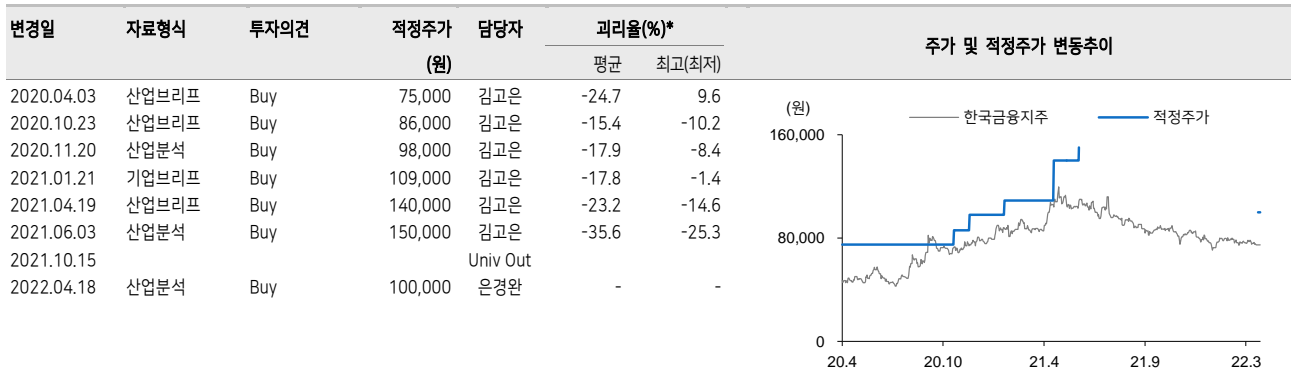 변경일 자료형식 투자의견 적정주가 담당자 괴리율(%)* 주가 및 적정주가 변동추이
(원) 평균 최고(최저)
2020.04.03 산업브리프 Buy 75,000 김고은 -24.7 9.6
2020.10.23 산업브리프 Buy 86,000 김고은 -15.4 -10.2
2020.11.20 산업분석 Buy 98,000 김고은 -17.9 -8.4
2021.01.21 기업브리프 Buy 109,000 김고은 -17.8 -1.4
2021.04.19 산업브리프 Buy 140,000 김고은 -23.2 -14.6
2021.06.03 산업분석 Buy 150,000 김고은 -35.6 -25.3
2021.10.15 Univ Out
2022.04.18 산업분석 Buy 100,000 은경완 - -
(원) 한국금융지주 적정주가
160,000
80,000
0
20.4 20.10 21.4 21.9 22.3